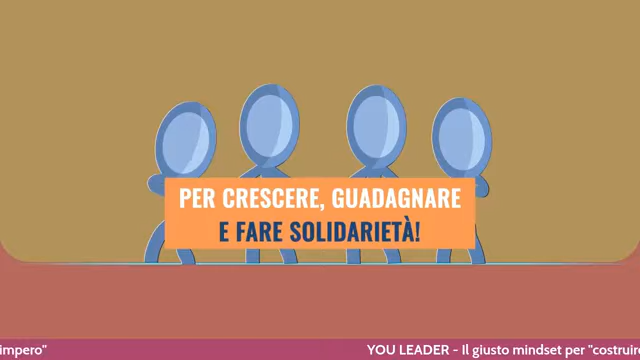 PER CRESCERE, GUADAGNARE
E FARE SOLIDARIETÀ!
impero" YOU LEADER - Il giusto mindset per "costruire